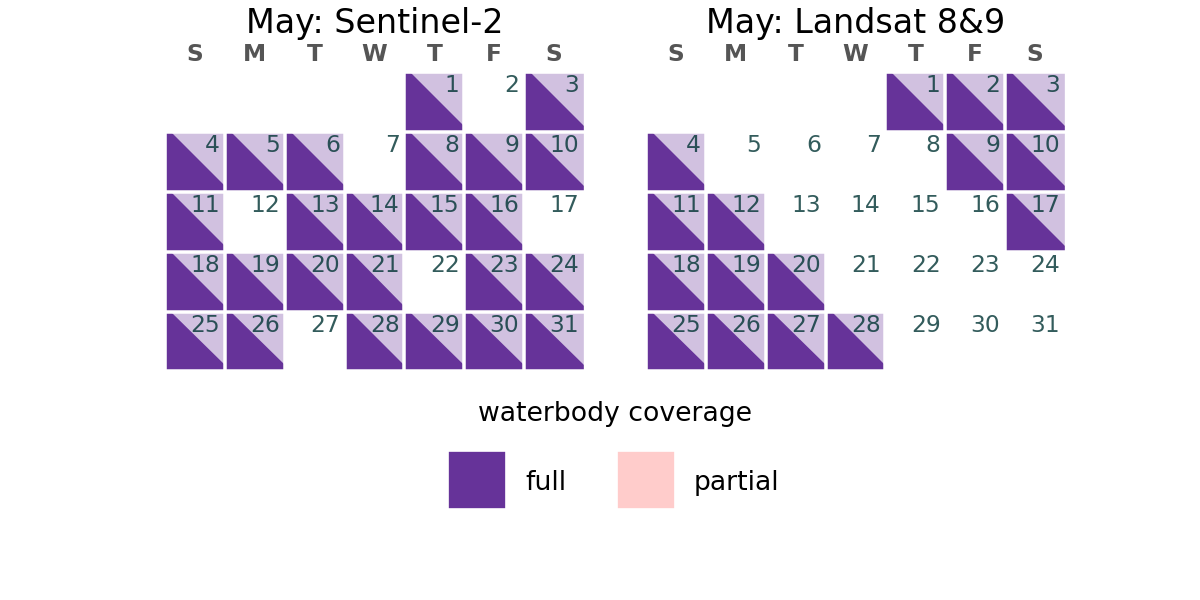 May: Sentinel-2
S M T W T F S
1 2 3
4 5 6 7 8 9 10
11 12 13 14 15 16 17
18 19 20 21 22 23 24
25 26 27 28 29 30 31
May: Landsat 8&9
S M T W T F S
1 2 3
4 5 6 7 8 9 10
11 12 13 14 15 16 17
18 19 20 21 22 23 24
25 26 27 28 29 30 31
waterbody coverage
full
partial